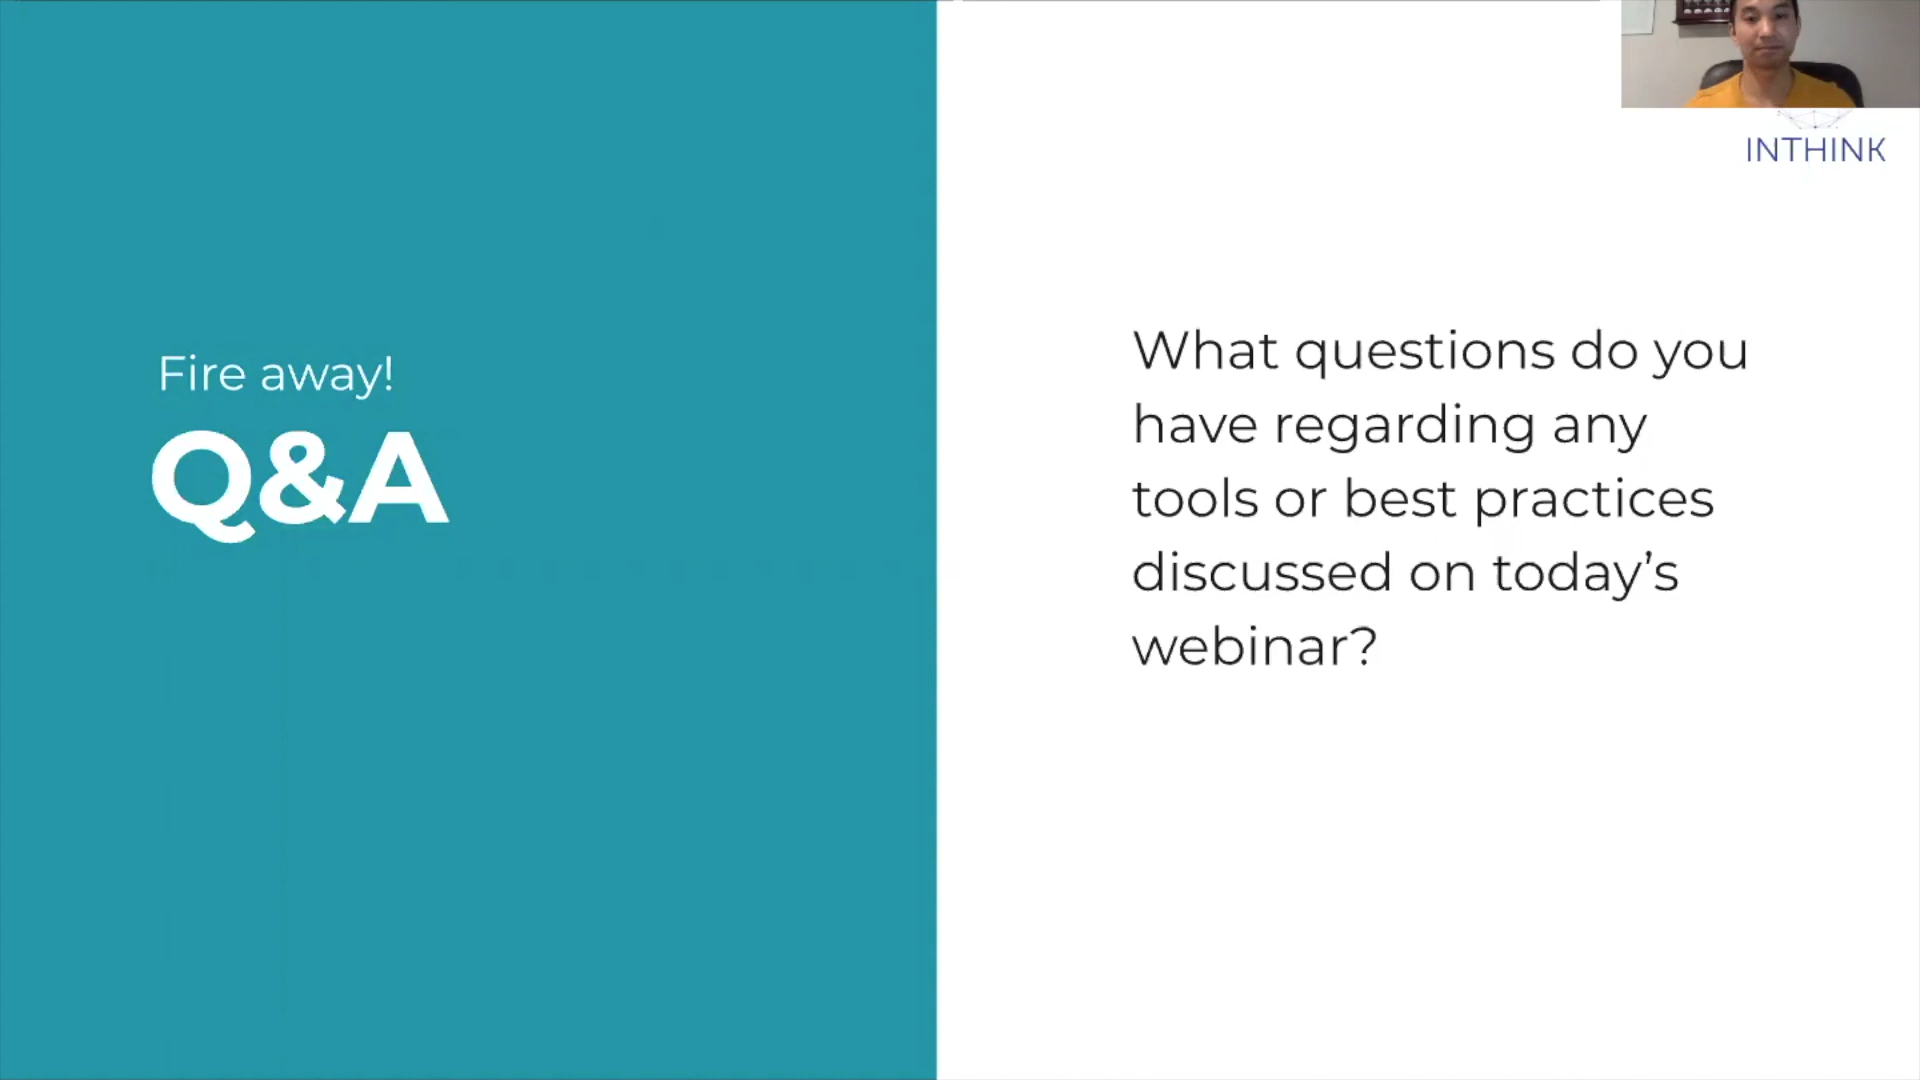 Fire away!
Q&A
INTHINK
What questions do you
have regarding any
tools or best practices
discussed on today’s
webinar?